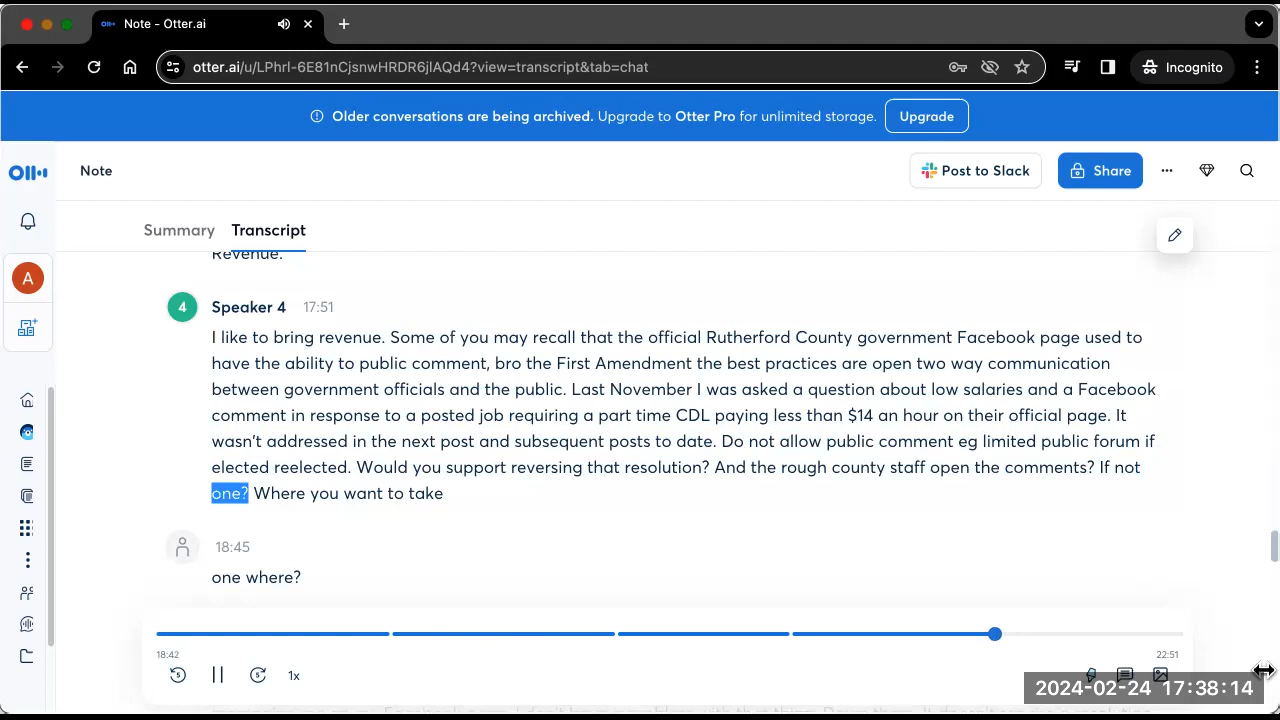 Note - Otter.ai
otter.ai/u/LPhrl-6E81nCjsnwHRDR6jlAQd4?view=transcript&tab=chat
Incognito
Older conversations are being archived. Upgrade to Otter Pro for unlimited storage.
Upgrade
Note
Post to Slack
Share
Summary
Transcript
A
Revenue.
4
Speaker 4 17:51
I like to bring revenue. Some of you may recall that the official Rutherford County government Facebook page used to
have the ability to public comment, bro the First Amendment the best practices are open two way communication
between government officials and the public. Last November I was asked a question about low salaries and a Facebook
comment in response to a posted job requiring a part time CDL paying less than $14 an hour on their official page. It
wasn't addressed in the next post and subsequent posts to date. Do not allow public comment eg limited public forum if
elected reelected. Would you support reversing that resolution? And the rough county staff open the comments? If not
one? Where you want to take
18:45
one where?
18:42
22:51
5
5
1x
2024-02-24 17:38:14